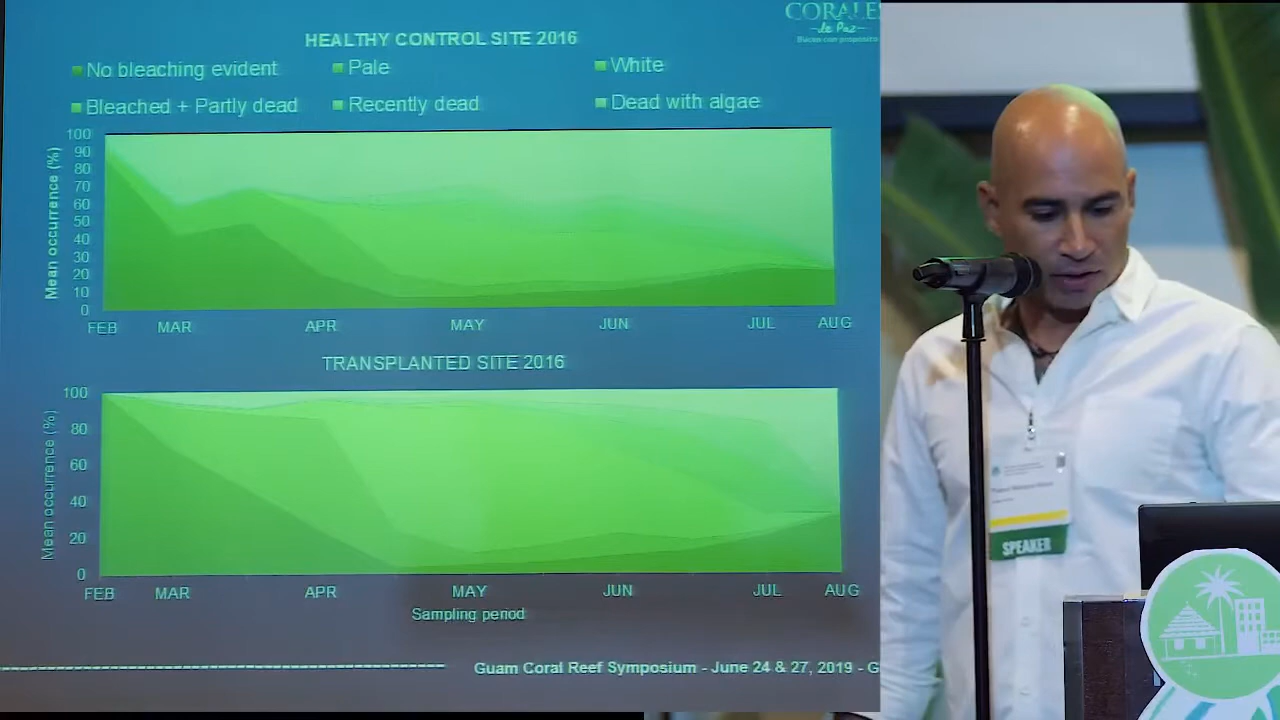 CORALES
de Paz
HEALTHY CONTROL SITE 2016
No bleaching evident Pale White
Bleached + Partly dead Recently dead Dead with algae
Mean occurrence (%)
100
90
80
70
60
50
40
30
20
10
0
FEB MAR APR MAY JUN JUL AUG
TRANSPLANTED SITE 2016
Mean occurrence (%)
100
80
60
40
20
0
FEB MAR APR MAY JUN JUL AUG
Sampling period
Guam Coral Reef Symposium - June 24 & 27, 2019 - G
SPEAKER